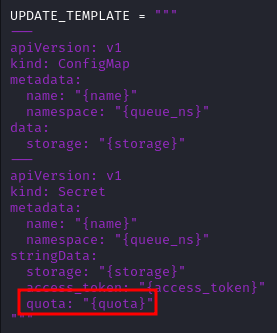 UPDATE_TEMPLATE = """
---
apiVersion: v1
kind: ConfigMap
metadata:
  name: "{name}"
  namespace: "{queue_ns}"
data:
  storage: "{storage}"
---
apiVersion: v1
kind: Secret
metadata:
  name: "{name}"
  namespace: "{queue_ns}"
stringData:
  storage: "{storage}"
  access_token: "{access_token}"
  quota: "{quota}"
"""